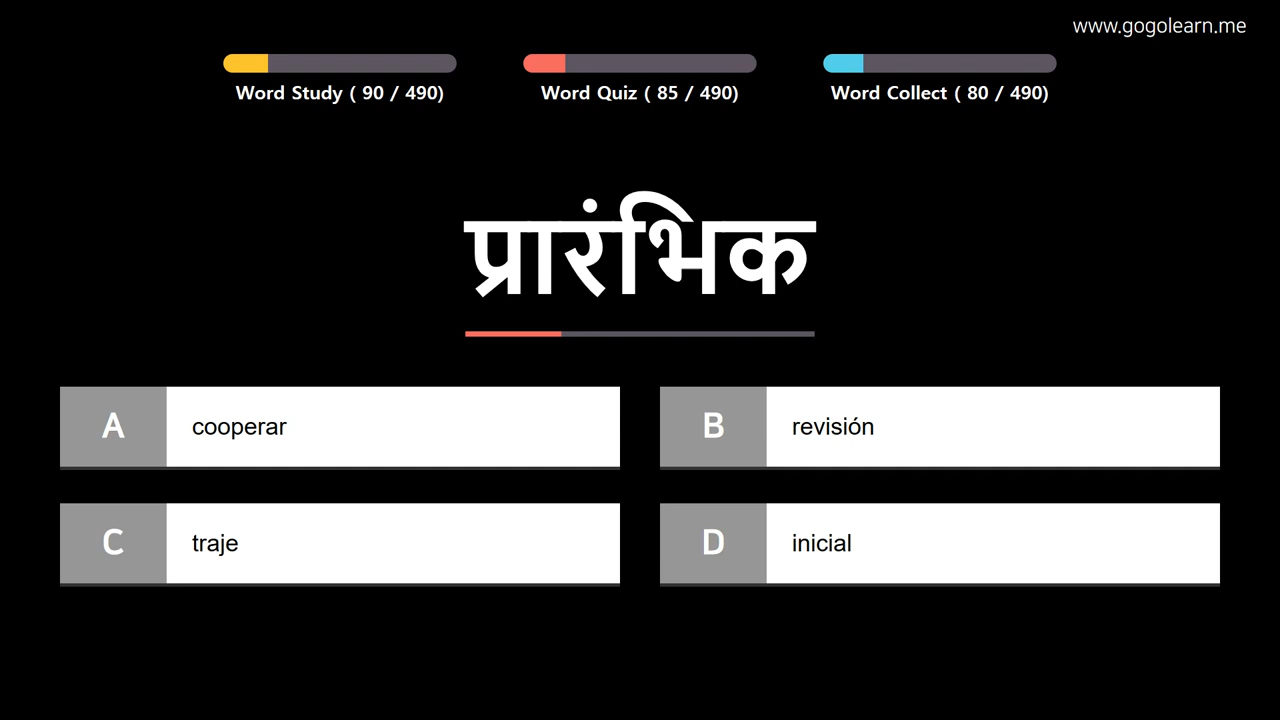 www.gogolearn.me
Word Study ( 90 / 490)
Word Quiz ( 85 / 490)
Word Collect ( 80 / 490)
प्रारंभिक
A cooperar
B revisión
C traje
D inicial